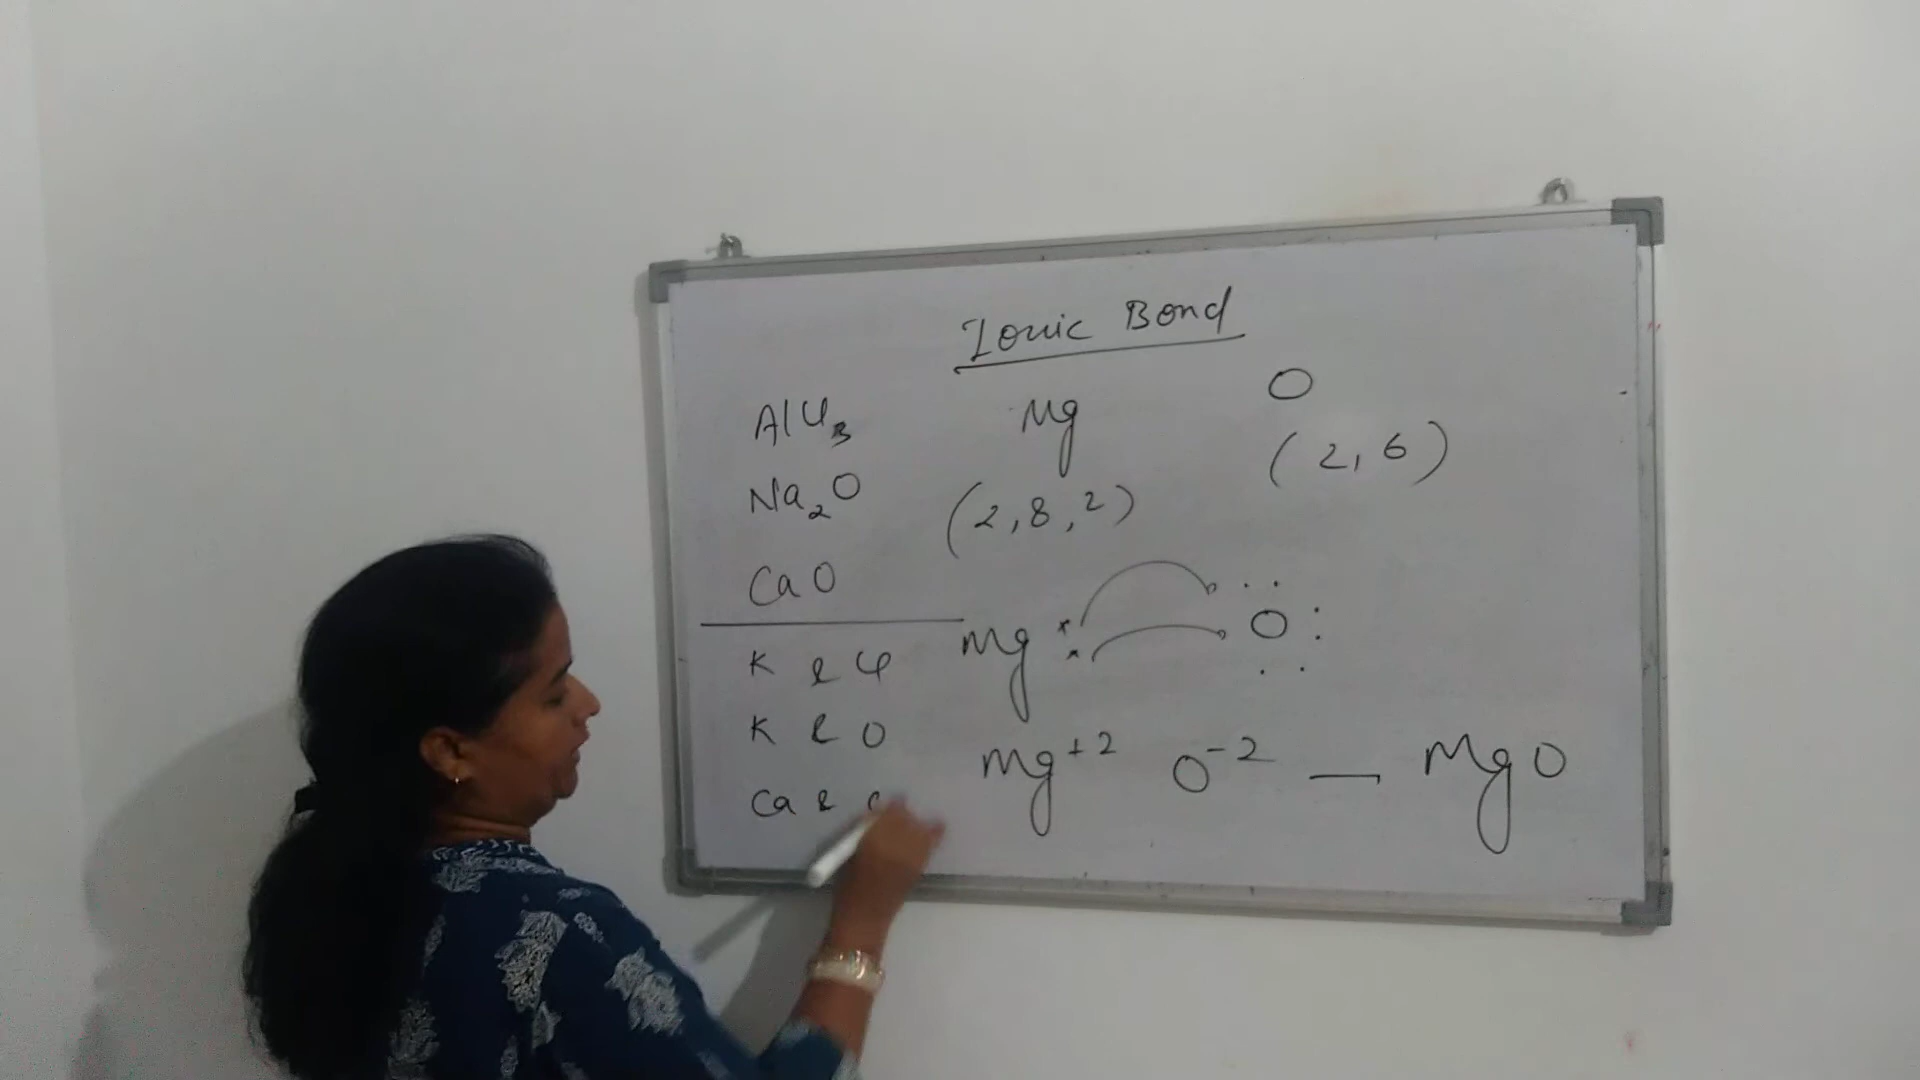 Ionic Bond
AlCl₃
Na₂O
CaO
K & Cl
K & O
Ca &
Mg
O
(2,8,2)
(2,6)
Mg O
Mg⁺² O⁻² — MgO